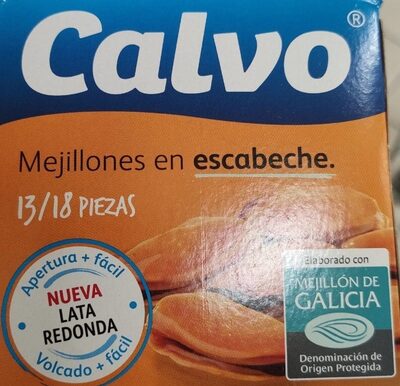 Calvo®
Mejillones en escabeche.
13/18 PIEZAS
Apertura + fácil
NUEVA
LATA
REDONDA
Volcado + fácil
Elaborado con
MEJILLÓN DE
GALICIA
Denominación de
Origen Protegida